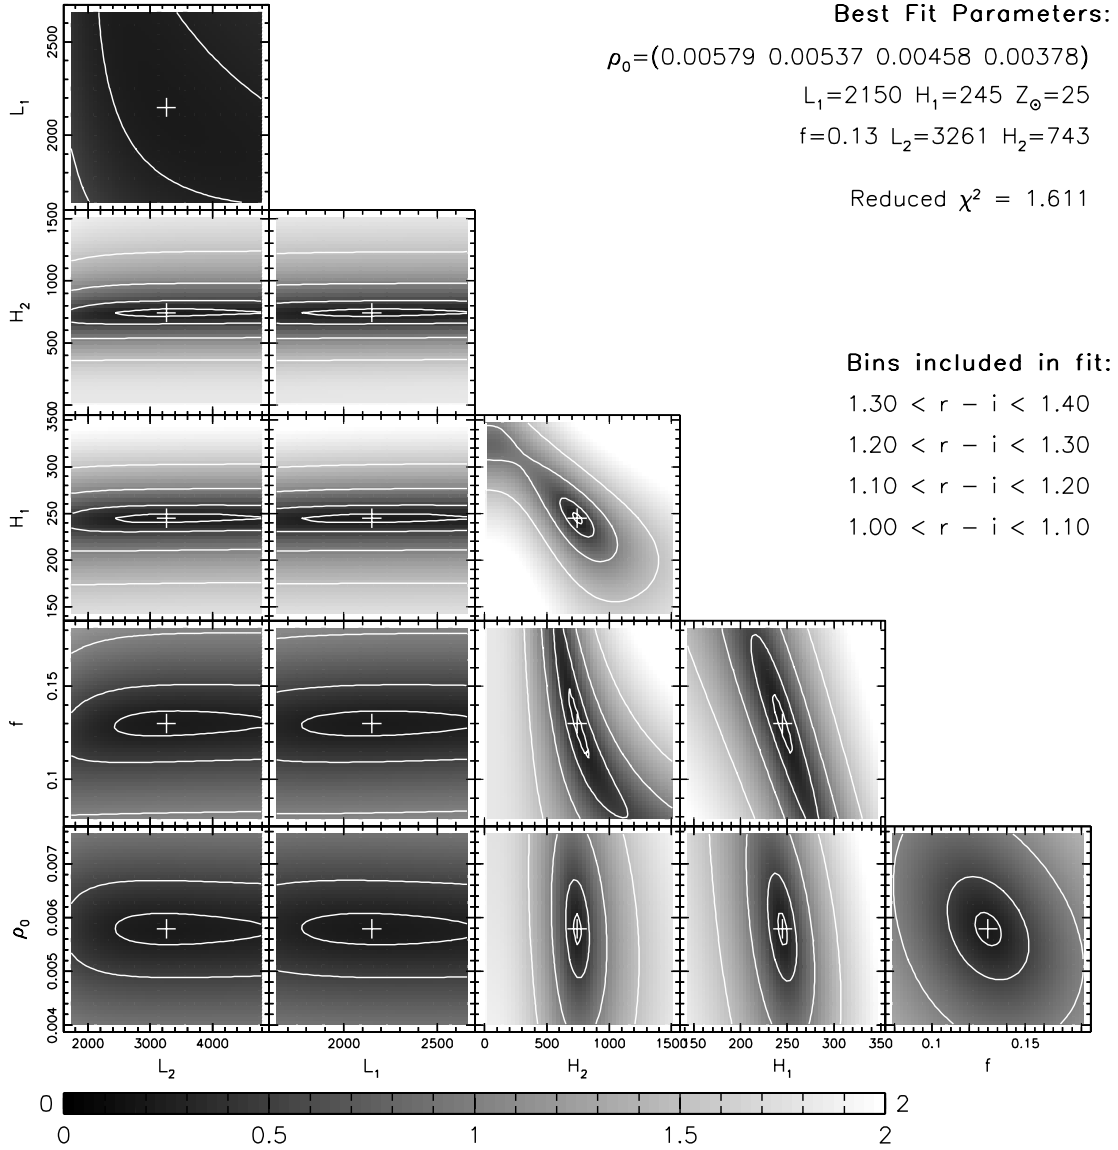 Best Fit Parameters:
ρ₀=(0.00579 0.00537 0.00458 0.00378)
L₁=2150 H₁=245 Z⊙=25
f=0.13 L₂=3261 H₂=743
Reduced χ² = 1.611
Bins included in fit:
1.30 < r − i < 1.40
1.20 < r − i < 1.30
1.10 < r − i < 1.20
1.00 < r − i < 1.10
L₁
2500
2000
H₂
1500
1000
500
H₁
350
300
250
200
150
f
0.15
0.1
ρ₀
0.007
0.006
0.005
0.004
2000 3000 4000
2000 2500
0 500 1000 1500
150 200 250 300 350
0.1 0.15
L₂ L₁ H₂ H₁ f
0 2
0 0.5 1 1.5 2